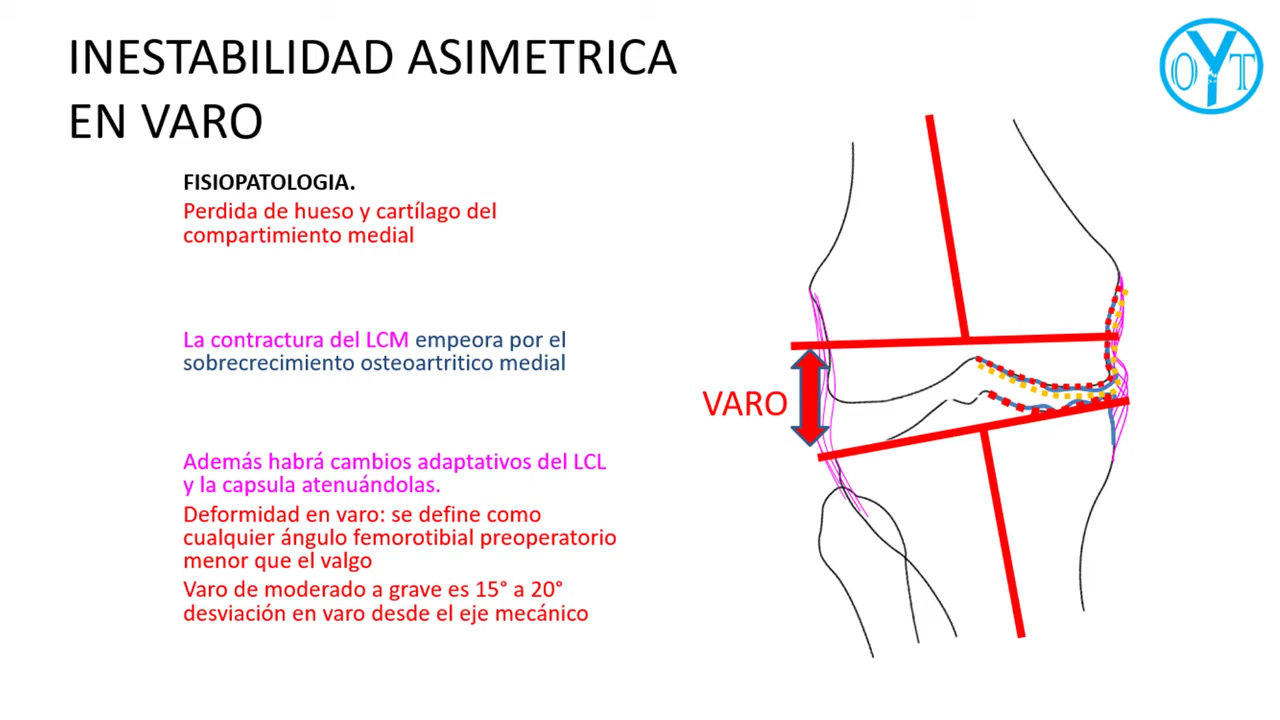 INESTABILIDAD ASIMETRICA
EN VARO
OYT
FISIOPATOLOGIA.
Perdida de hueso y cartílago del
compartimiento medial
La contractura del LCM empeora por el
sobrecrecimiento osteoartritico medial
VARO
Además habrá cambios adaptativos del LCL
y la capsula atenuándolas.
Deformidad en varo: se define como
cualquier ángulo femorotibial preoperatorio
menor que el valgo
Varo de moderado a grave es 15° a 20°
desviación en varo desde el eje mecánico